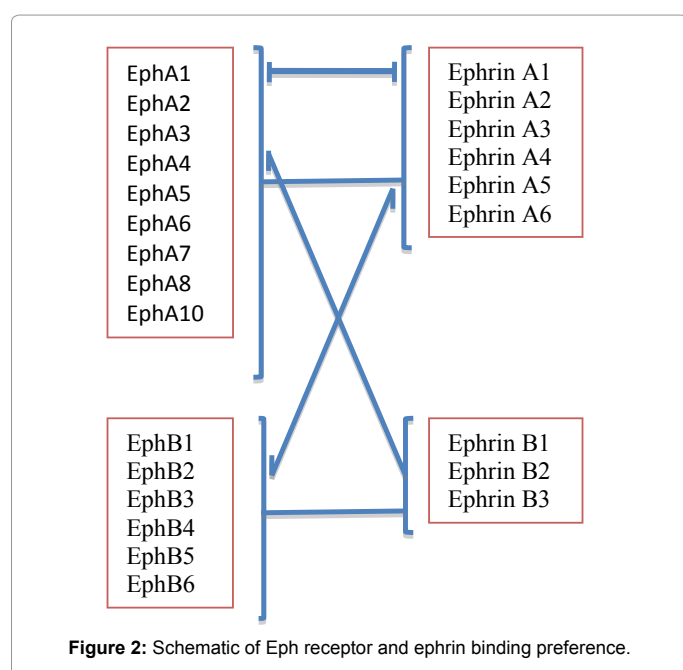 EphA1
EphA2
EphA3
EphA4
EphA5
EphA6
EphA7
EphA8
EphA10
Ephrin A1
Ephrin A2
Ephrin A3
Ephrin A4
Ephrin A5
Ephrin A6
EphB1
EphB2
EphB3
EphB4
EphB5
EphB6
Ephrin B1
Ephrin B2
Ephrin B3
Figure 2: Schematic of Eph receptor and ephrin binding preference.